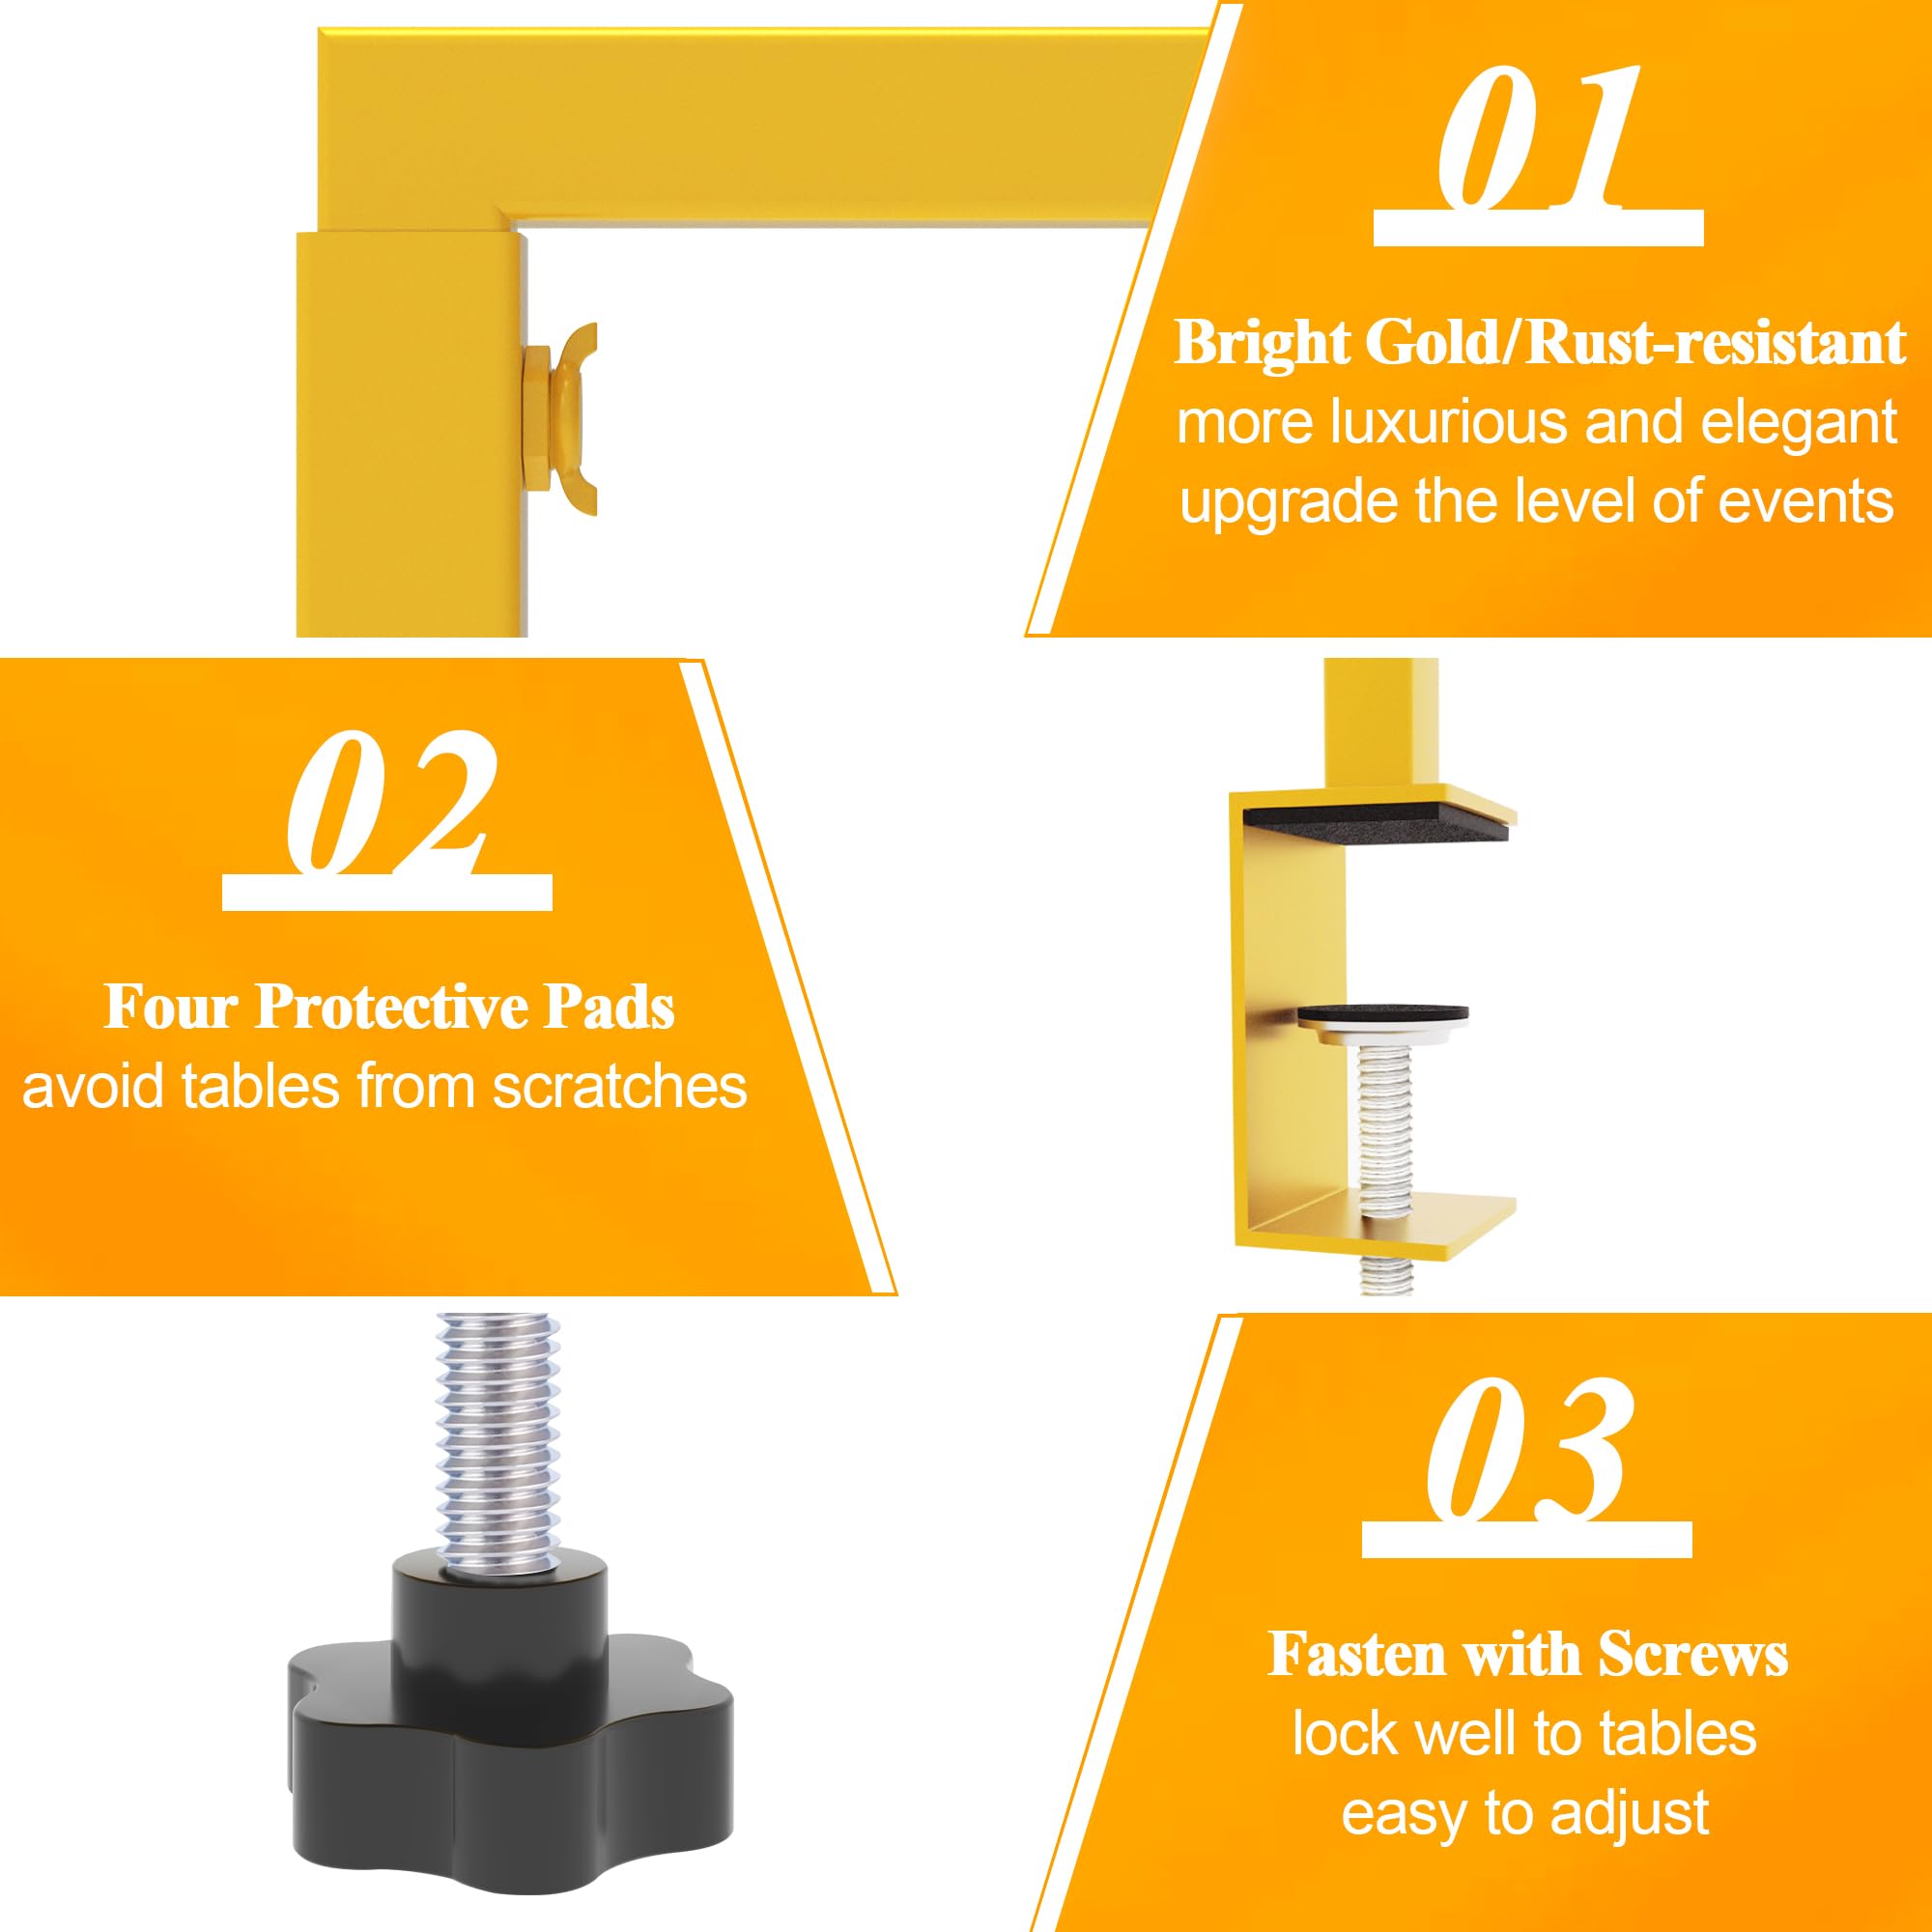 01
Bright Gold/Rust-resistant
more luxurious and elegant
upgrade the level of events
02
Four Protective Pads
avoid tables from scratches
03
Fasten with Screws
lock well to tables
easy to adjust